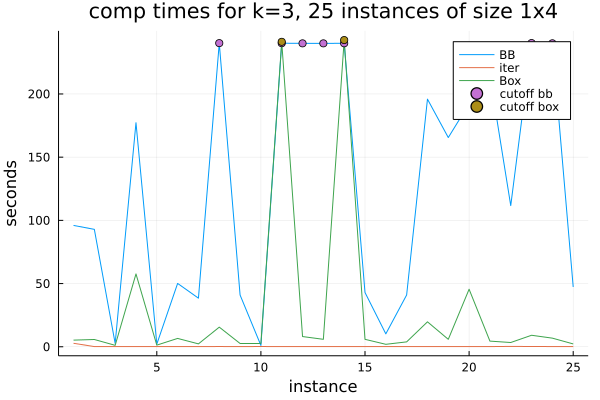 comp times for k=3, 25 instances of size 1x4
BB
iter
Box
cutoff bb
cutoff box
seconds
200
150
100
50
0
5
10
15
20
25
instance